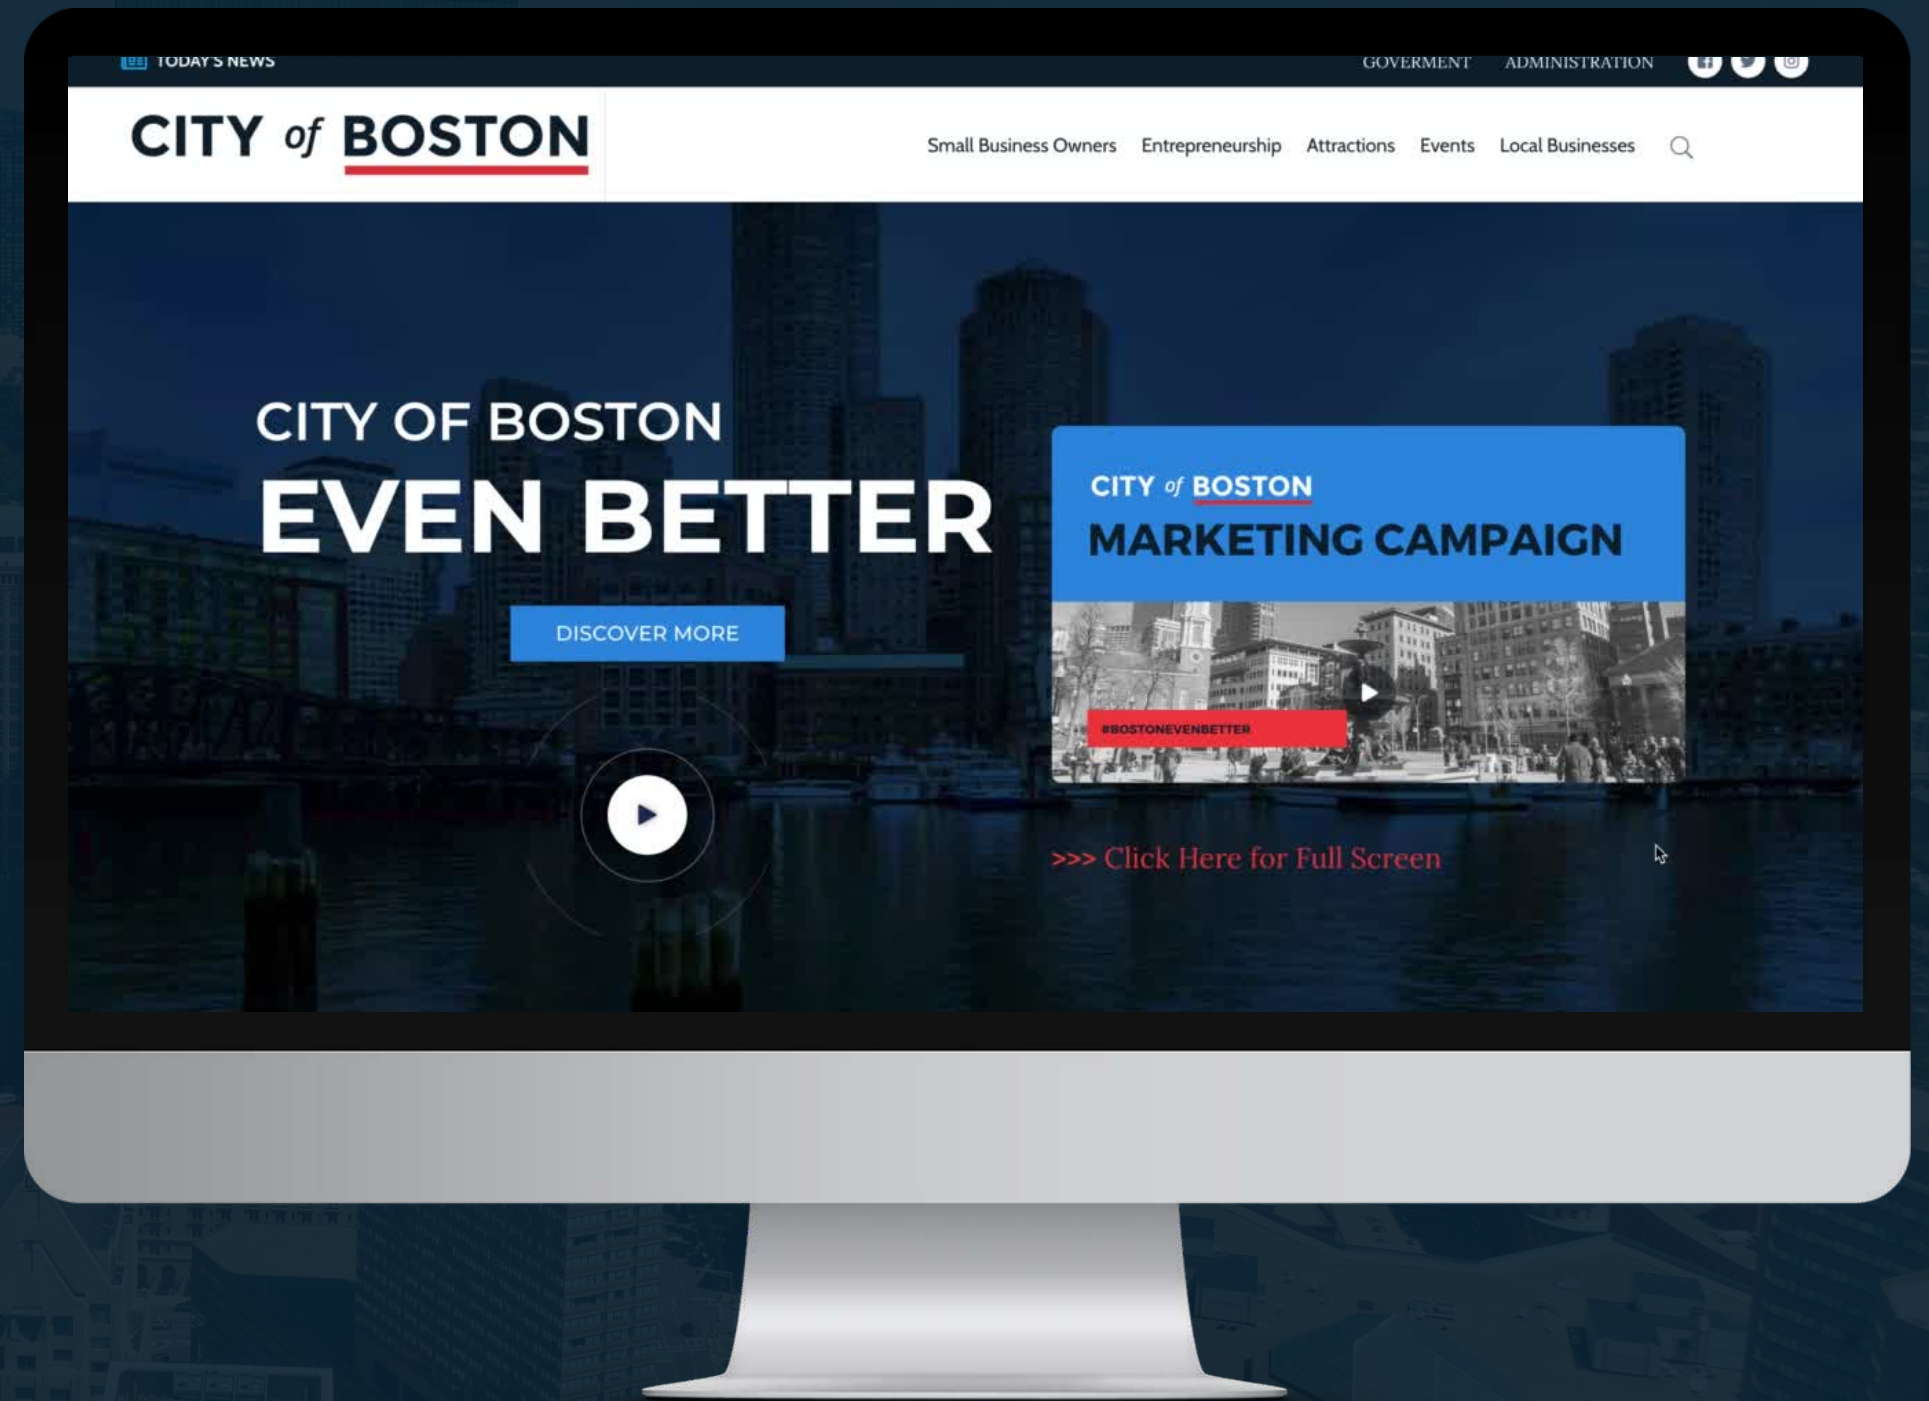 TODAY'S NEWS
GOVERMENT ADMINISTRATION
CITY of BOSTON
Small Business Owners Entrepreneurship Attractions Events Local Businesses
CITY OF BOSTON
EVEN BETTER
DISCOVER MORE
CITY of BOSTON
MARKETING CAMPAIGN
#BOSTONEVENBETTER
>>> Click Here for Full Screen